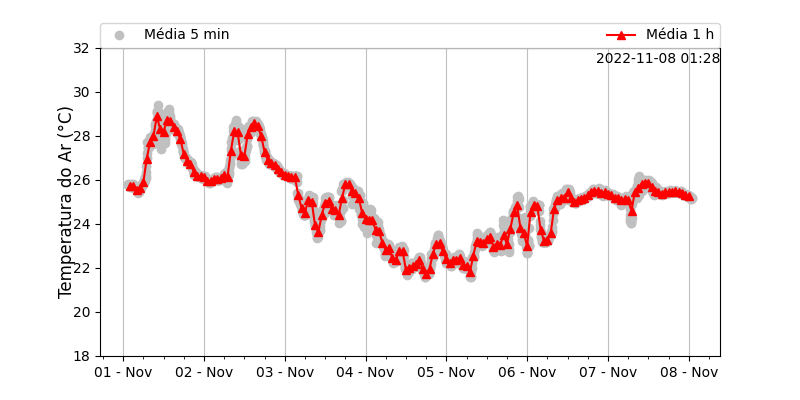 Média 5 min
Média 1 h
2022-11-08 01:28
Temperatura do Ar (°C)
32
30
28
26
24
22
20
18
01 - Nov
02 - Nov
03 - Nov
04 - Nov
05 - Nov
06 - Nov
07 - Nov
08 - Nov